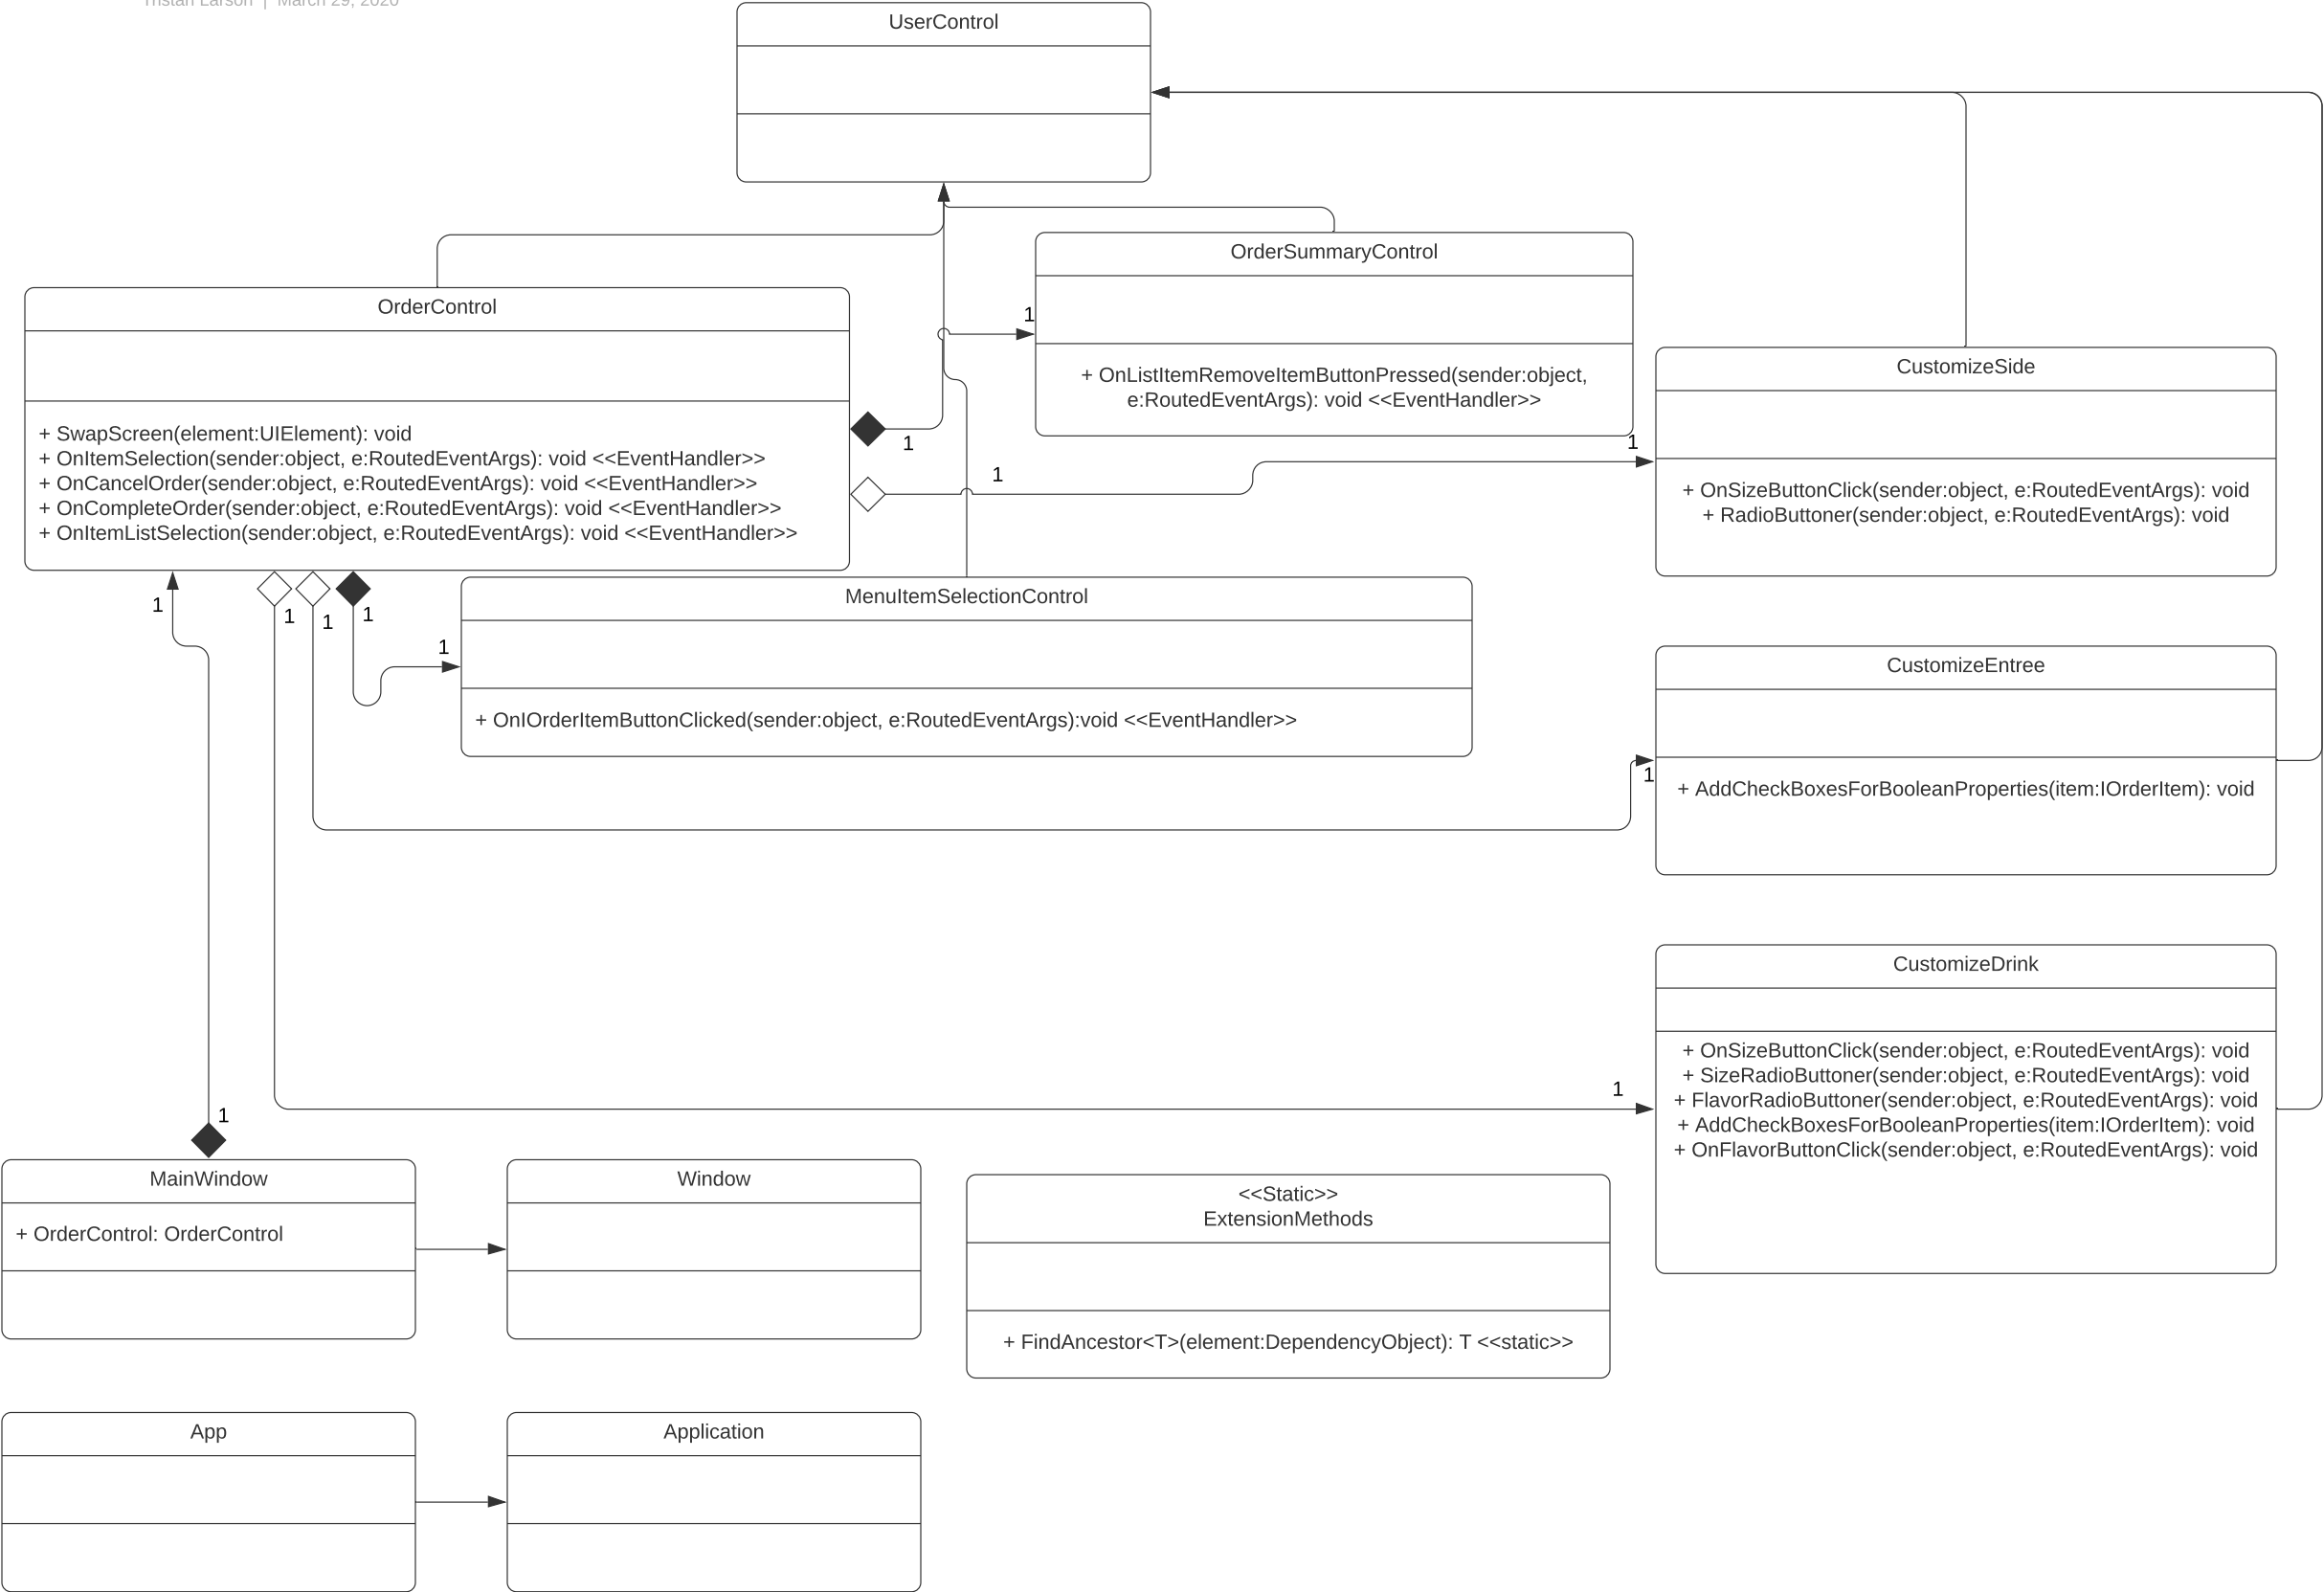 Tristan Larson | March 29, 2020
UserControl
OrderSummaryControl
+ OnListItemRemoveItemButtonPressed(sender:object,
e:RoutedEventArgs): void <<EventHandler>>
OrderControl
+ SwapScreen(element:UIElement): void
+ OnItemSelection(sender:object, e:RoutedEventArgs): void <<EventHandler>>
+ OnCancelOrder(sender:object, e:RoutedEventArgs): void <<EventHandler>>
+ OnCompleteOrder(sender:object, e:RoutedEventArgs): void <<EventHandler>>
+ OnItemListSelection(sender:object, e:RoutedEventArgs): void <<EventHandler>>
1
1
1
1
CustomizeSide
+ OnSizeButtonClick(sender:object, e:RoutedEventArgs): void
+ RadioButtoner(sender:object, e:RoutedEventArgs): void
1
1
1
1
1
MenuItemSelectionControl
+ OnIOrderItemButtonClicked(sender:object, e:RoutedEventArgs):void <<EventHandler>>
CustomizeEntree
+ AddCheckBoxesForBooleanProperties(item:IOrderItem): void
1
CustomizeDrink
+ OnSizeButtonClick(sender:object, e:RoutedEventArgs): void
+ SizeRadioButtoner(sender:object, e:RoutedEventArgs): void
+ FlavorRadioButtoner(sender:object, e:RoutedEventArgs): void
+ AddCheckBoxesForBooleanProperties(item:IOrderItem): void
+ OnFlavorButtonClick(sender:object, e:RoutedEventArgs): void
1
1
MainWindow
+ OrderControl: OrderControl
Window
<<Static>>
ExtensionMethods
+ FindAncestor<T>(element:DependencyObject): T <<static>>
App
Application